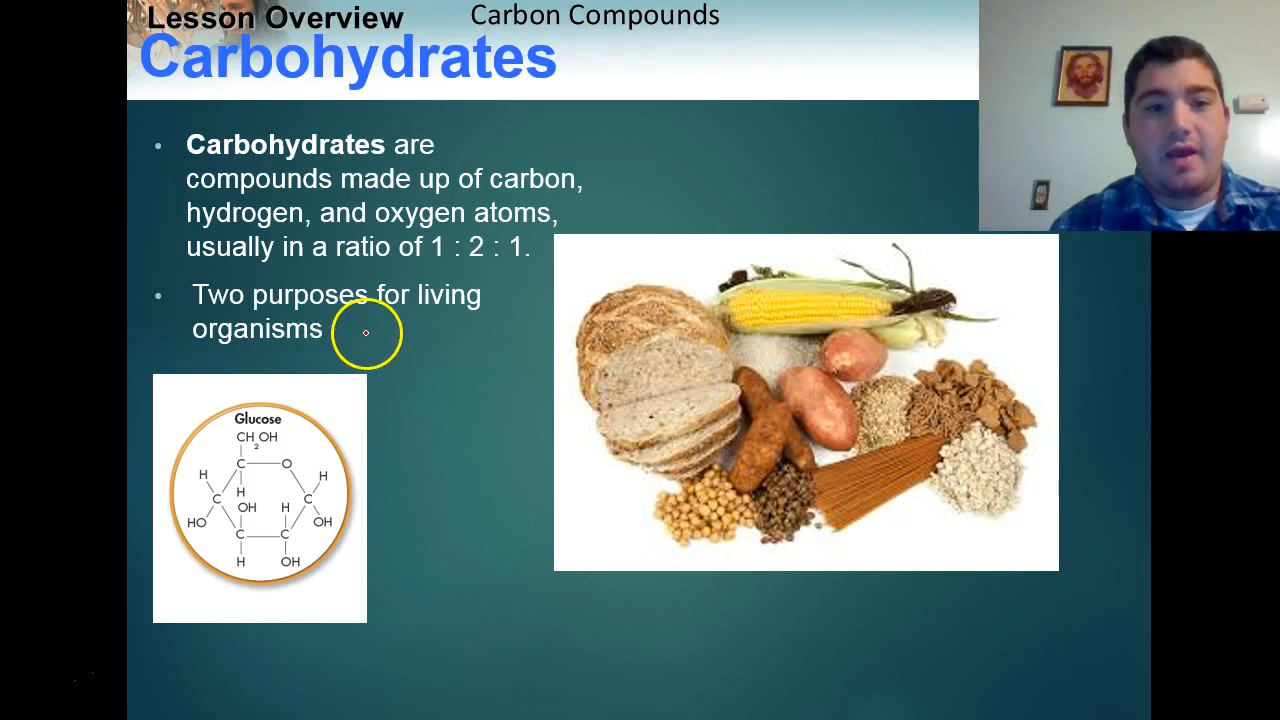 Lesson Overview
Carbon Compounds
Carbohydrates
• Carbohydrates are
compounds made up of carbon,
hydrogen, and oxygen atoms,
usually in a ratio of 1 : 2 : 1.
• Two purposes for living
organisms
Glucose
CH OH
2
C O
H H
C H C
OH H
HO OH
C C
H OH